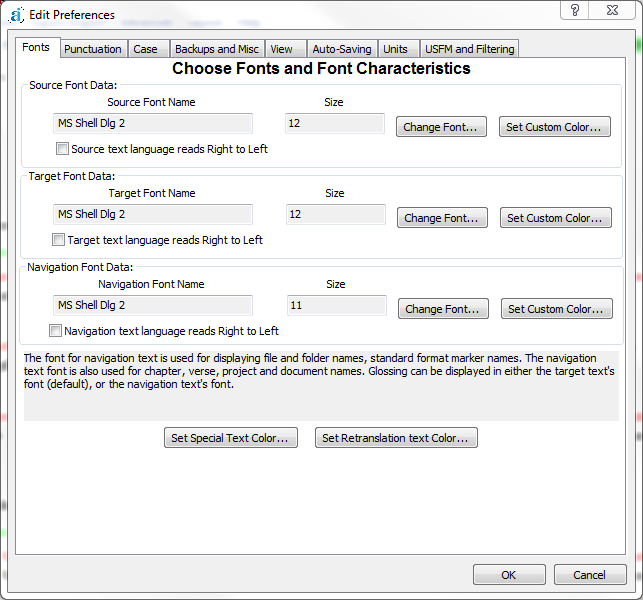 Edit Preferences
Fonts Punctuation Case Backups and Misc View Auto-Saving Units USFM and Filtering
Choose Fonts and Font Characteristics
Source Font Data:
Source Font Name Size
MS Shell Dlg 2 12 Change Font... Set Custom Color...
Source text language reads Right to Left
Target Font Data:
Target Font Name Size
MS Shell Dlg 2 12 Change Font... Set Custom Color...
Target text language reads Right to Left
Navigation Font Data:
Navigation Font Name Size
MS Shell Dlg 2 11 Change Font... Set Custom Color...
Navigation text language reads Right to Left
The font for navigation text is used for displaying file and folder names, standard format marker names. The navigation
text font is also used for chapter, verse, project and document names. Glossing can be displayed in either the target text's
font (default), or the navigation text's font.
Set Special Text Color... Set Retranslation text Color...
OK Cancel